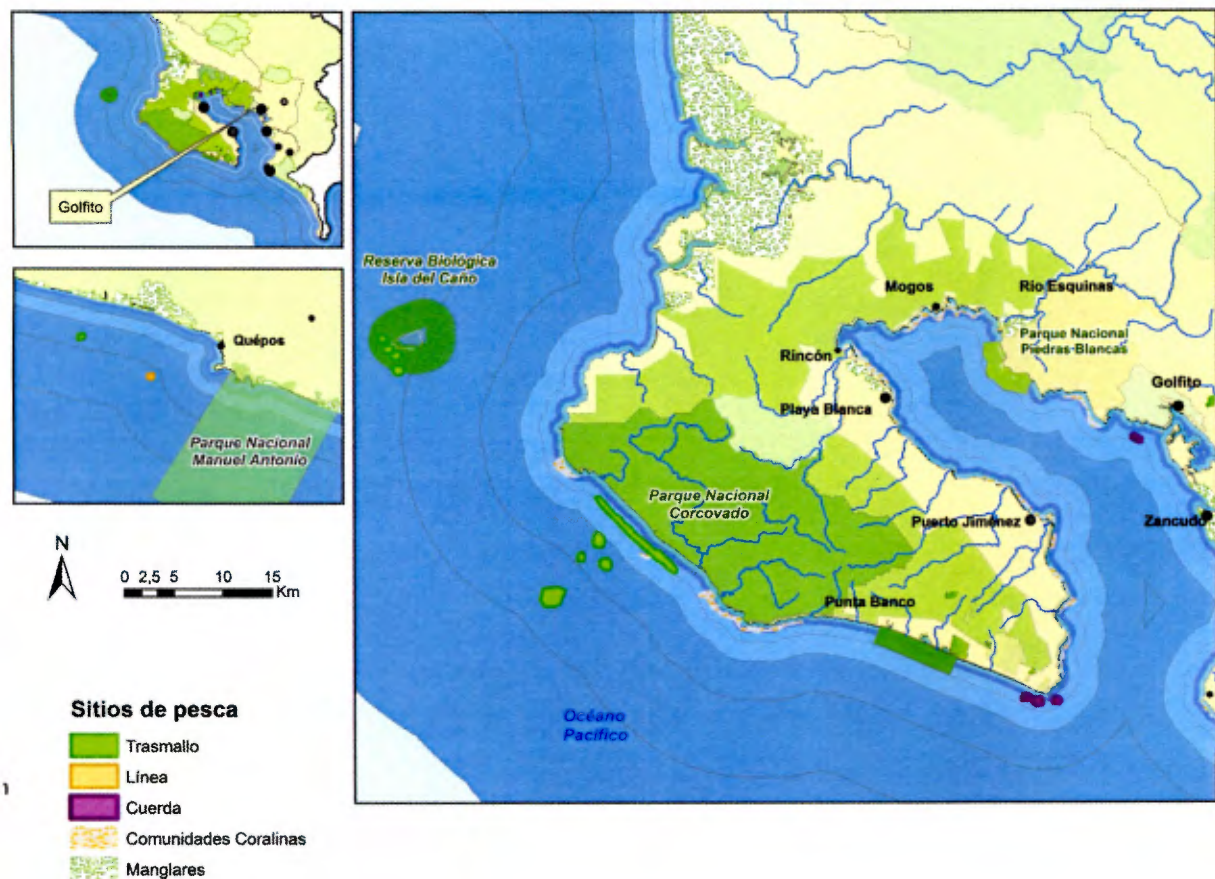 Golfito
Quépos
Parque Nacional
Manuel Antonio
N
0 2,5 5 10 15
Km
Sitios de pesca
Trasmallo
Línea
Cuerda
Comunidades Coralinas
Manglares
Reserva Biológica
Isla del Caño
Mogos
Río Esquinas
Parque Nacional
Piedras Blancas
Rincón
Golfito
Playa Blanca
Parque Nacional
Corcovado
Puerto Jiménez
Zancudo
Punta Banco
Océano
Pacífico